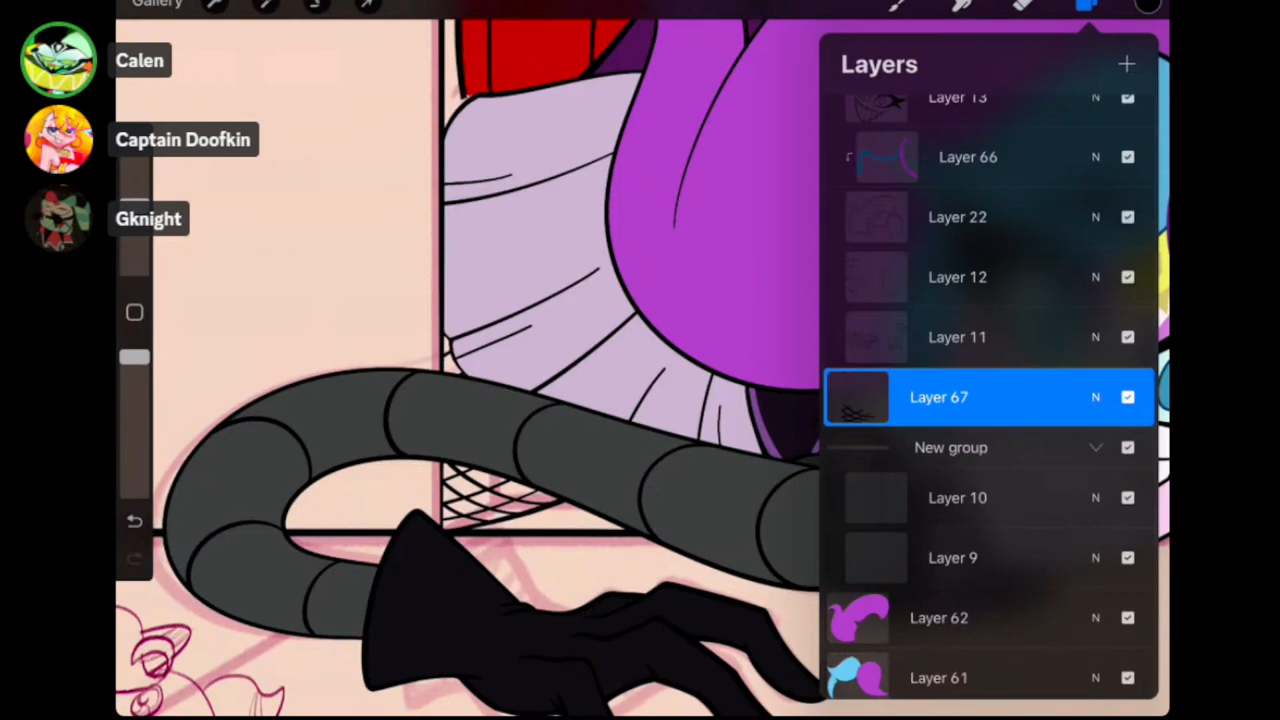 Gallery
Calen
Captain Doofkin
Gknight
Layers
Layer 13 N
Layer 66 N
Layer 22 N
Layer 12 N
Layer 11 N
Layer 67 N
New group
Layer 10 N
Layer 9 N
Layer 62 N
Layer 61 N